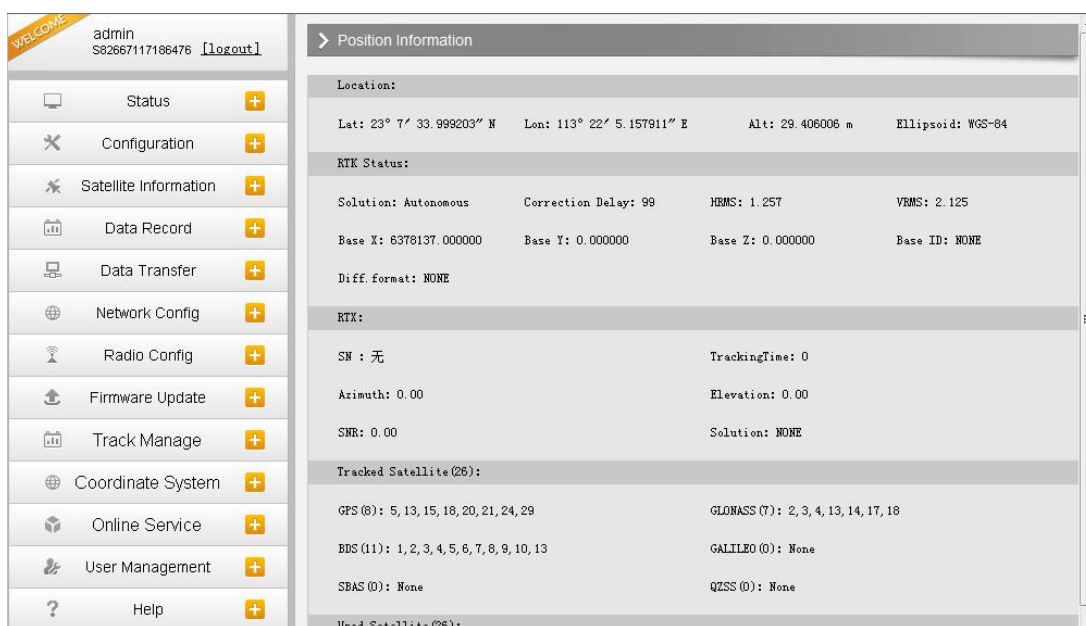 WELCOME
admin
S82667117186476 [logout]
Status
Configuration
Satellite Information
Data Record
Data Transfer
Network Config
Radio Config
Firmware Update
Track Manage
Coordinate System
Online Service
User Management
Help
Position Information
Location:
Lat: 23° 7′ 33.999203″ N Lon: 113° 22′ 5.157911″ E Alt: 29.406006 m Ellipsoid: WGS-84
RTK Status:
Solution: Autonomous Correction Delay: 99 HRMS: 1.257 VRMS: 2.125
Base X: 6378137.000000 Base Y: 0.000000 Base Z: 0.000000 Base ID: NONE
Diff.format: NONE
RTX:
SN : 无 TrackingTime: 0
Azimuth: 0.00 Elevation: 0.00
SNR: 0.00 Solution: NONE
Tracked Satellite(26):
GPS(8): 5,13,15,18,20,21,24,29 GLONASS(7): 2,3,4,13,14,17,18
BDS(11): 1,2,3,4,5,6,7,8,9,10,13 GALILEO(0): None
SBAS(0): None QZSS(0): None
Used Satellite(26):